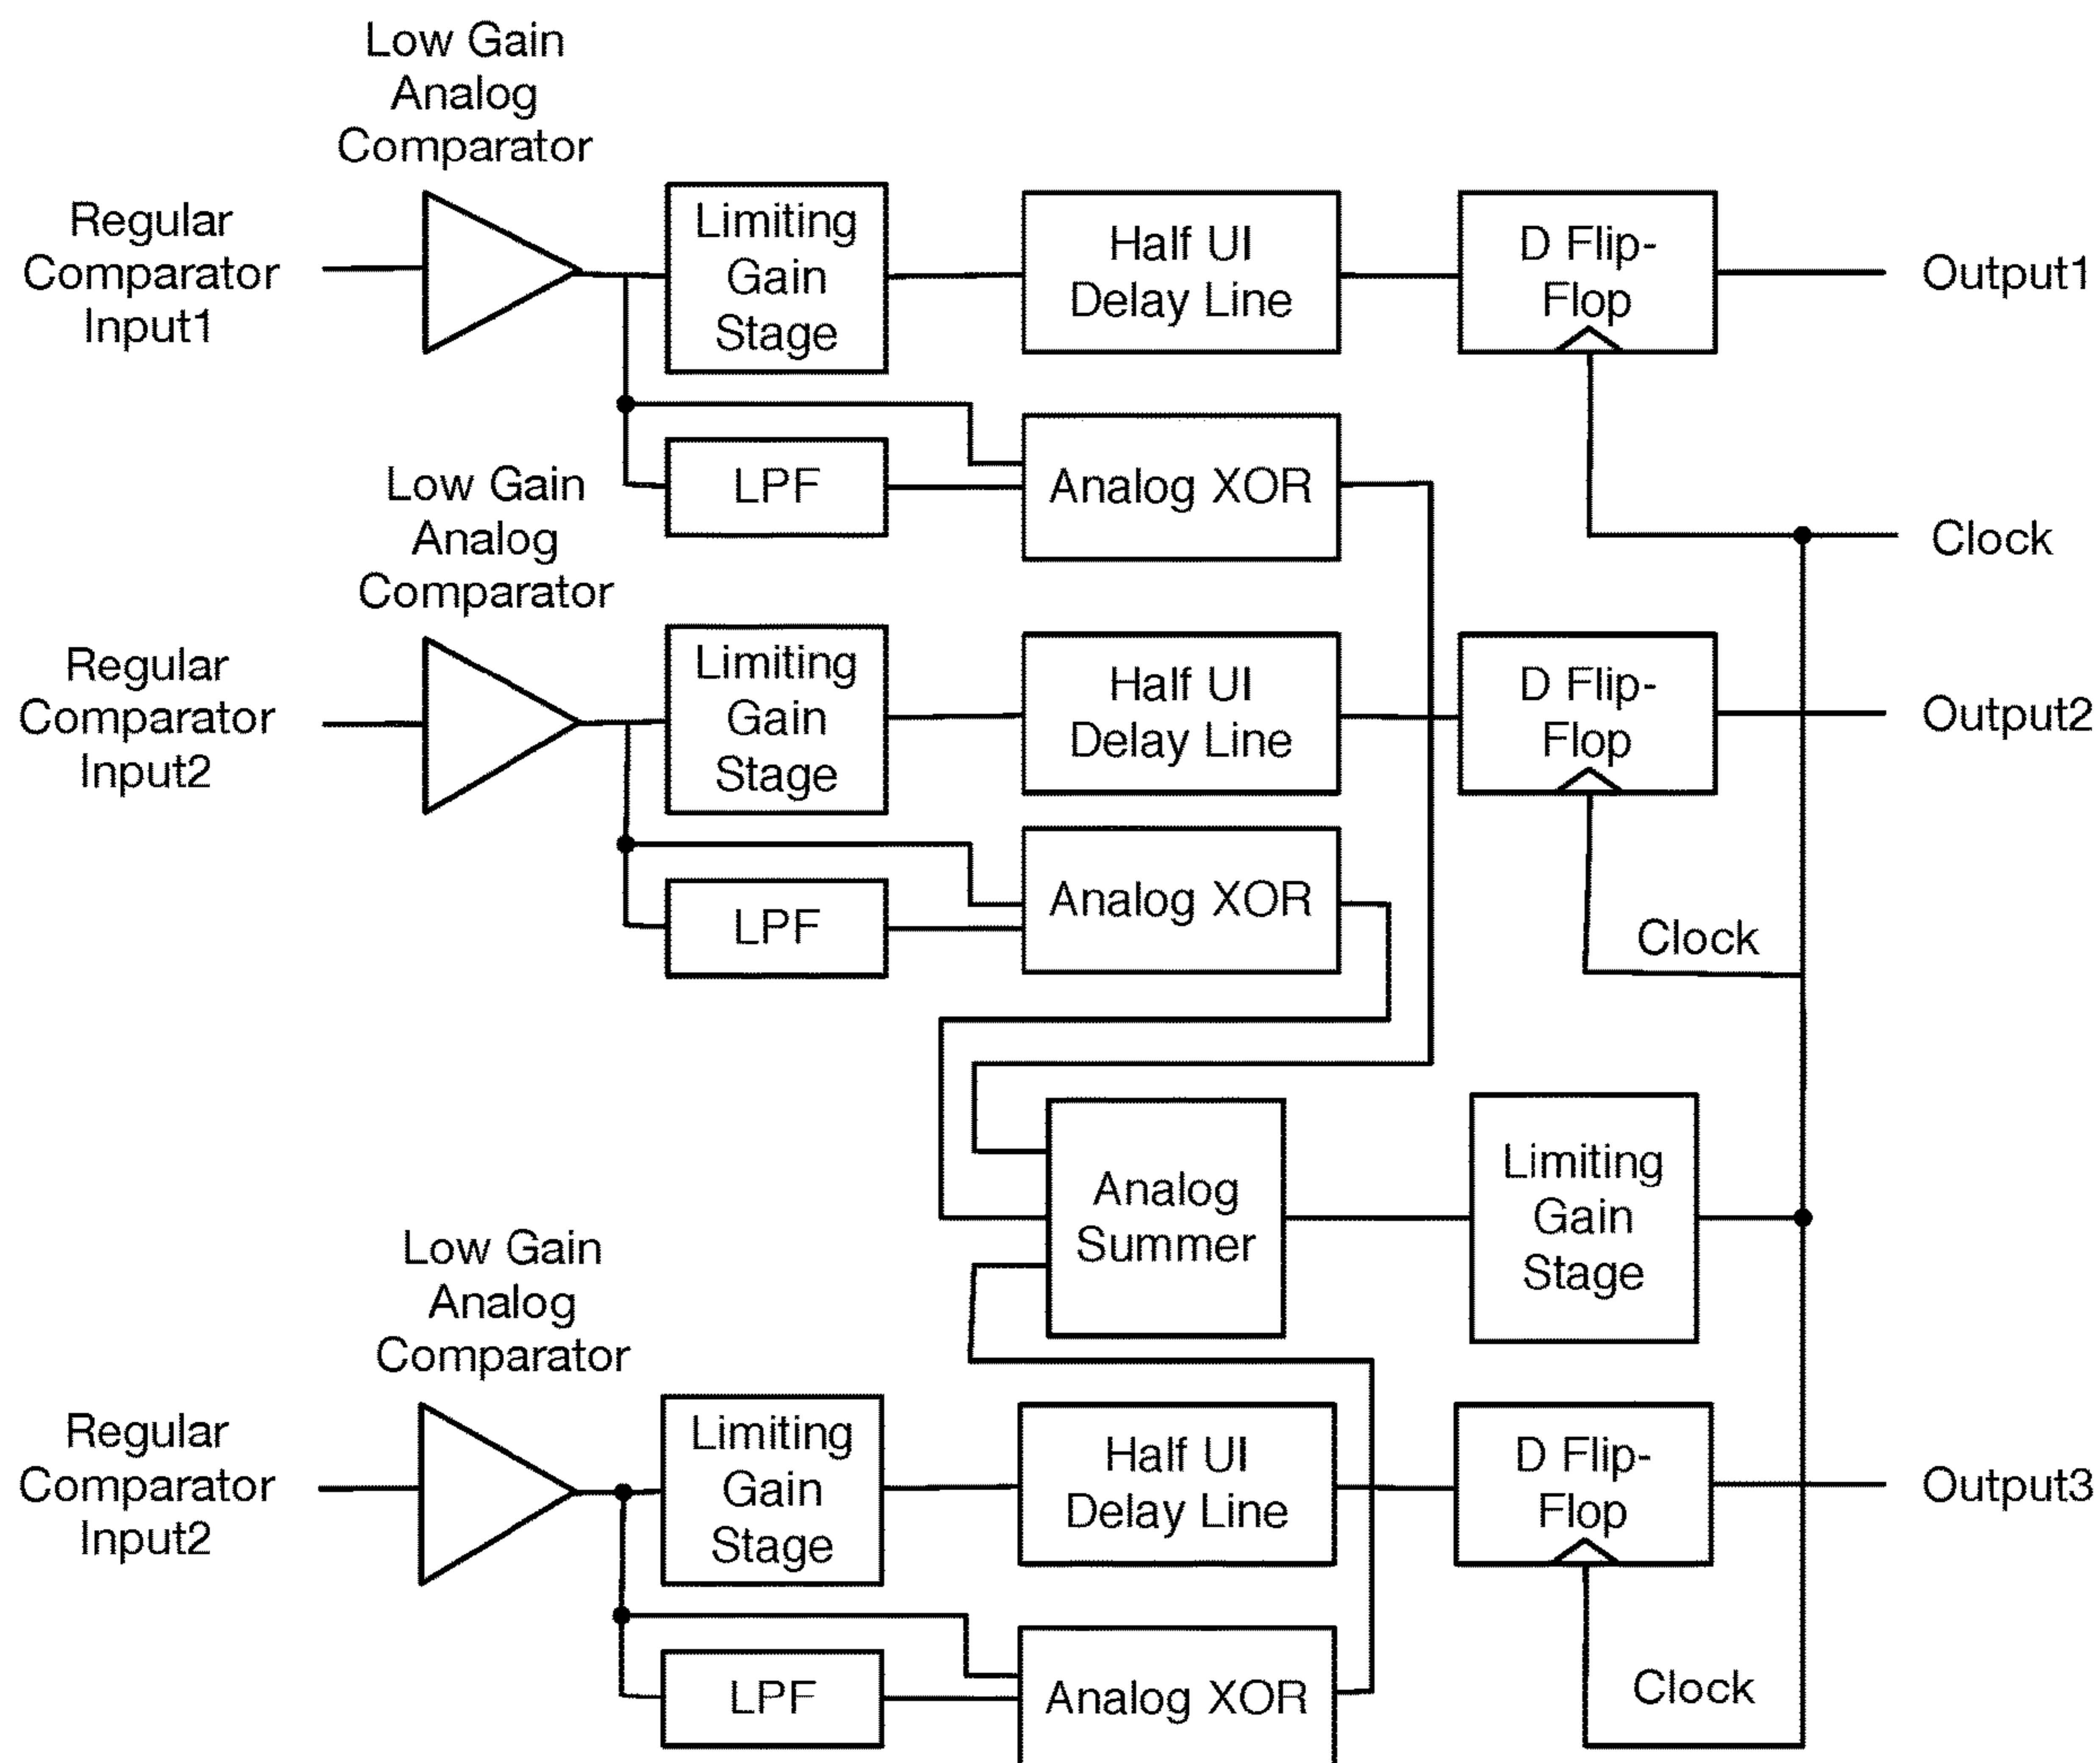 Low Gain
Analog
Comparator
Regular
Comparator
Input1
Limiting
Gain
Stage
Half UI
Delay Line
D Flip-
Flop
Output1
LPF
Analog XOR
Clock
Low Gain
Analog
Comparator
Regular
Comparator
Input2
Limiting
Gain
Stage
Half UI
Delay Line
D Flip-
Flop
Output2
LPF
Analog XOR
Clock
Analog
Summer
Limiting
Gain
Stage
Low Gain
Analog
Comparator
Regular
Comparator
Input2
Limiting
Gain
Stage
Half UI
Delay Line
D Flip-
Flop
Output3
LPF
Analog XOR
Clock